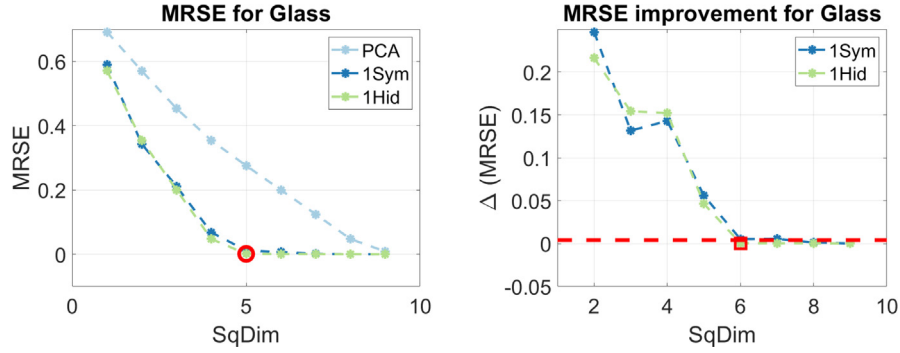 MRSE for Glass
MRSE
0.6
0.4
0.2
0
0
5
10
SqDim
PCA
1Sym
1Hid
MRSE improvement for Glass
Δ (MRSE)
0.2
0.15
0.1
0.05
0
-0.05
2
4
6
8
10
SqDim
1Sym
1Hid